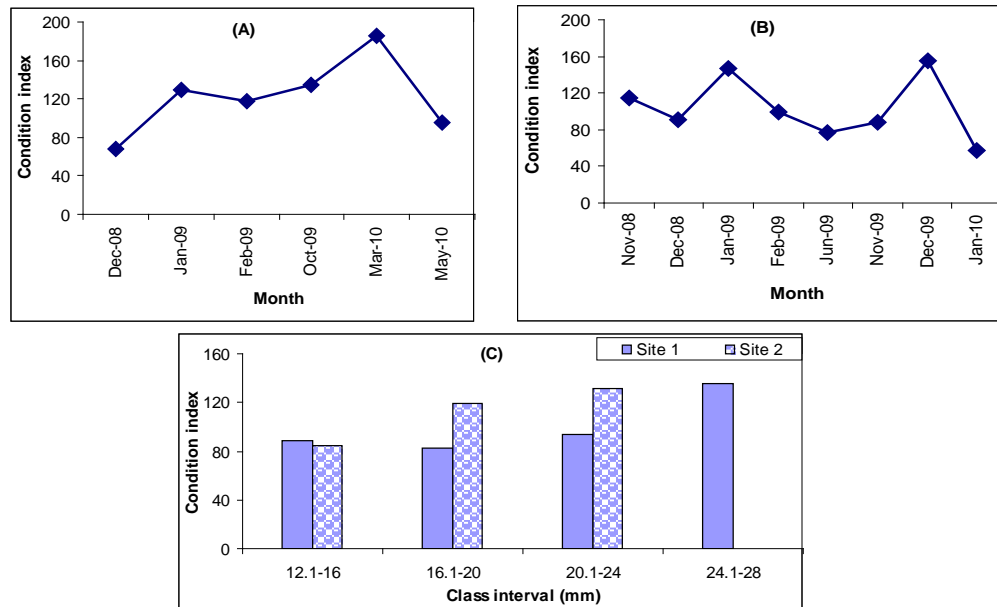 (A)
200
160
120
80
40
0
Condition index
Dec-08
Jan-09
Feb-09
Oct-09
Mar-10
May-10
Month
(B)
200
160
120
80
40
0
Condition index
Nov-08
Dec-08
Jan-09
Feb-09
Jun-09
Nov-09
Dec-09
Jan-10
Month
(C)
Site 1 Site 2
160
120
80
40
0
Condition index
12.1-16 16.1-20 20.1-24 24.1-28
Class interval (mm)